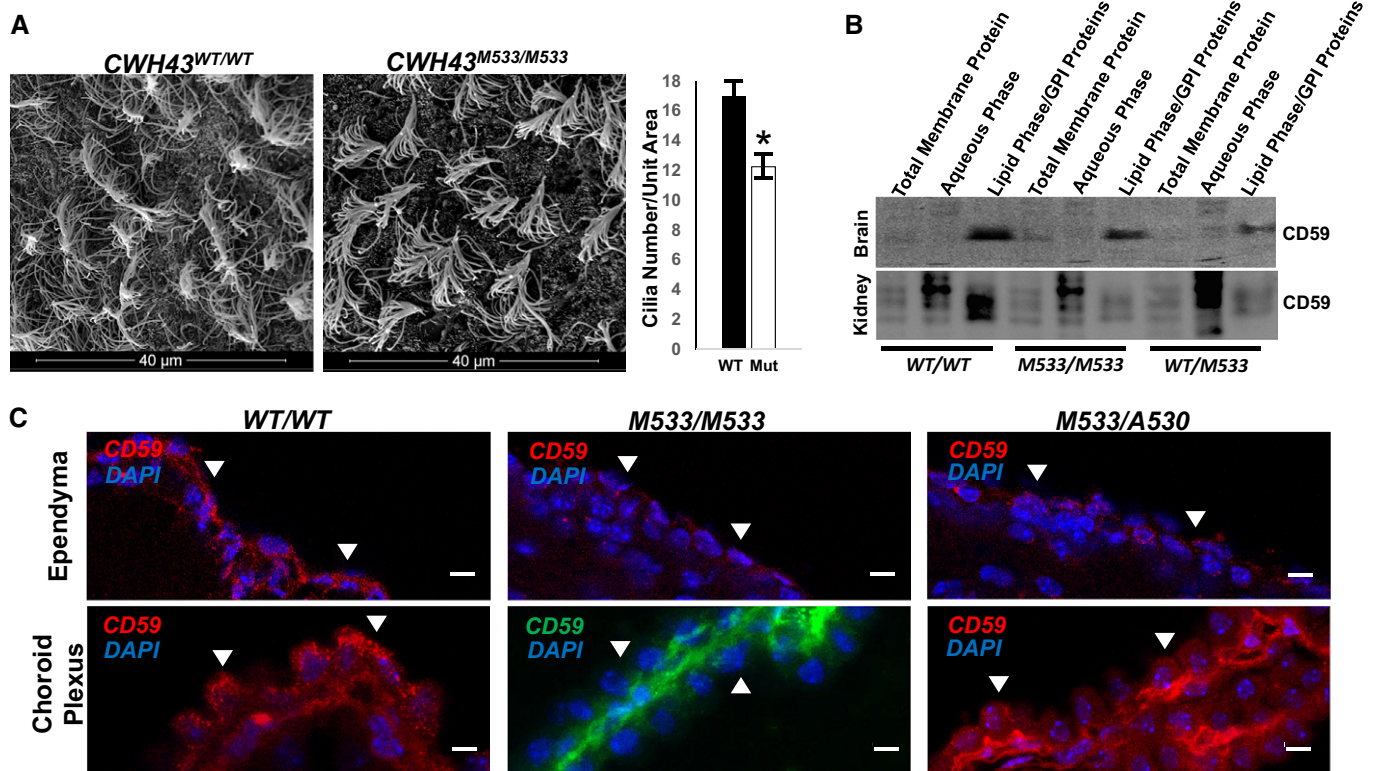 A
CWH43WT/WT
CWH43M533/M533
40 µm
40 µm
Cilia Number/Unit Area
18
16
14
12
10
8
6
4
2
0
*
WT Mut
B
Total Membrane Protein
Aqueous Phase
Lipid Phase/GPI Proteins
Total Membrane Protein
Aqueous Phase
Lipid Phase/GPI Proteins
Total Membrane Protein
Aqueous Phase
Lipid Phase/GPI Proteins
Brain
CD59
Kidney
CD59
WT/WT
M533/M533
WT/M533
C
WT/WT
M533/M533
M533/A530
Ependyma
CD59
DAPI
CD59
DAPI
CD59
DAPI
Choroid
Plexus
CD59
DAPI
CD59
DAPI
CD59
DAPI